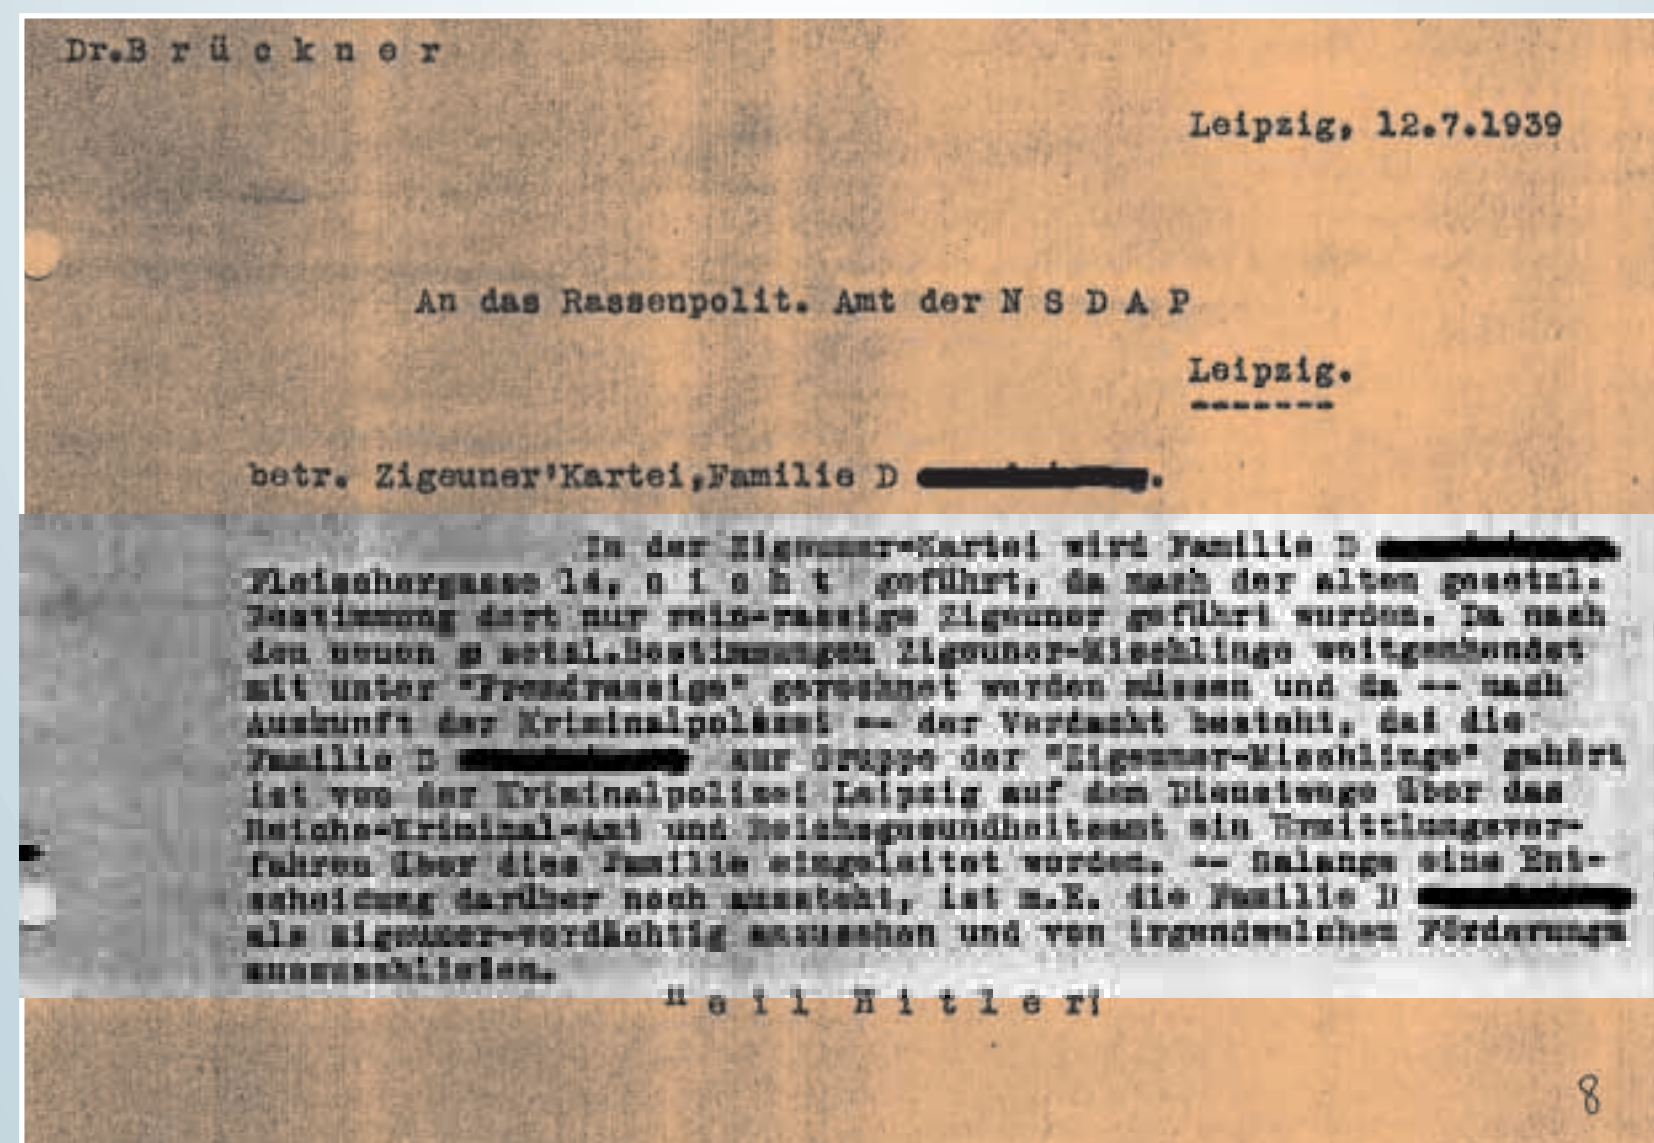 Dr.B r ü c k n e r
Leipzig, 12.7.1939
An das Rassenpolit. Amt der N S D A P
Leipzig.
-------
betr. Zigeuner'Kartei,Familie D
In der Zigeuner-Kartei wird Familie D
Fleischergasse 14, n i c h t geführt, da nach der alten gesetzl.
Bestimmung dort nur rein-rassige Zigeuner geführt wurden. Da nach
den neuen setzl.Bestimmungen Zigeuner-Mischlinge weitgenhendst
mit unter "Fremdrassige" gerechnet werden müssen und da -- nach
Auskunft der Kriminalpolizei -- der Verdacht besteht, daß die
Familie D zur Gruppe der "Zigeuner-Mischlinge" gehört
ist von der Kriminalpolizei Leipzig auf dem Dienstwege über das
Reichs-Kriminal-Amt und Reichsgesundheitsamt ein Ermittlungsver-
fahren über dies Familie eingeleitet worden. -- Solange eine Ent-
scheidung darüber noch aussteht, ist m.E. die Familie D
als zigeuner-verdächtig anzusehen und von irgendwelchen Förderungen
auszuschließen.
H e i l H i t l e r!
8